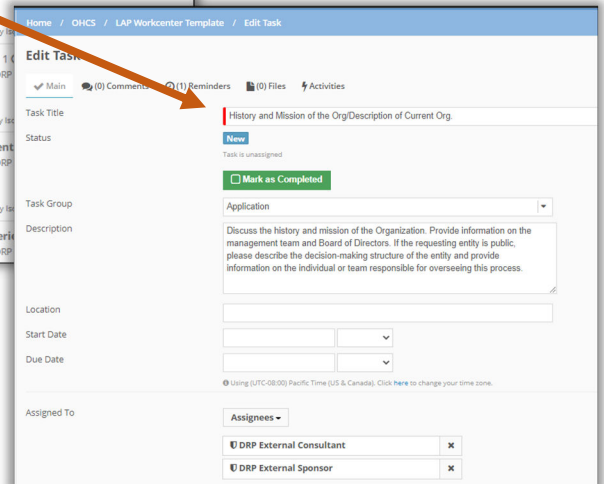 Home / OHCS / LAP Workcenter Template / Edit Task
Edit Task
Main (0) Comments (1) Reminders (0) Files Activities
Task Title
History and Mission of the Org/Description of Current Org.
Status
New
Task is unassigned
Mark as Completed
Task Group
Application
Description
Discuss the history and mission of the Organization. Provide information on the
management team and Board of Directors. If the requesting entity is public,
please describe the decision-making structure of the entity and provide
information on the individual or team responsible for overseeing this process.
Location
Start Date
Due Date
Using (UTC-08:00) Pacific Time (US & Canada). Click here to change your time zone.
Assigned To
Assignees
DRP External Consultant
DRP External Sponsor